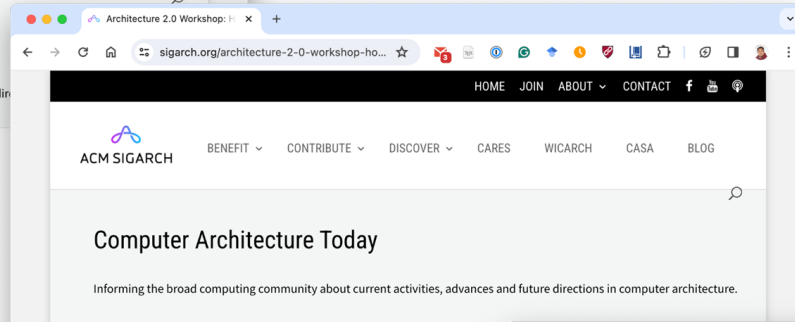 Architecture 2.0 Workshop: H
sigarch.org/architecture-2-0-workshop-ho...
3
HOME JOIN ABOUT CONTACT
ACM SIGARCH
BENEFIT CONTRIBUTE DISCOVER CARES WICARCH CASA BLOG
Computer Architecture Today
Informing the broad computing community about current activities, advances and future directions in computer architecture.